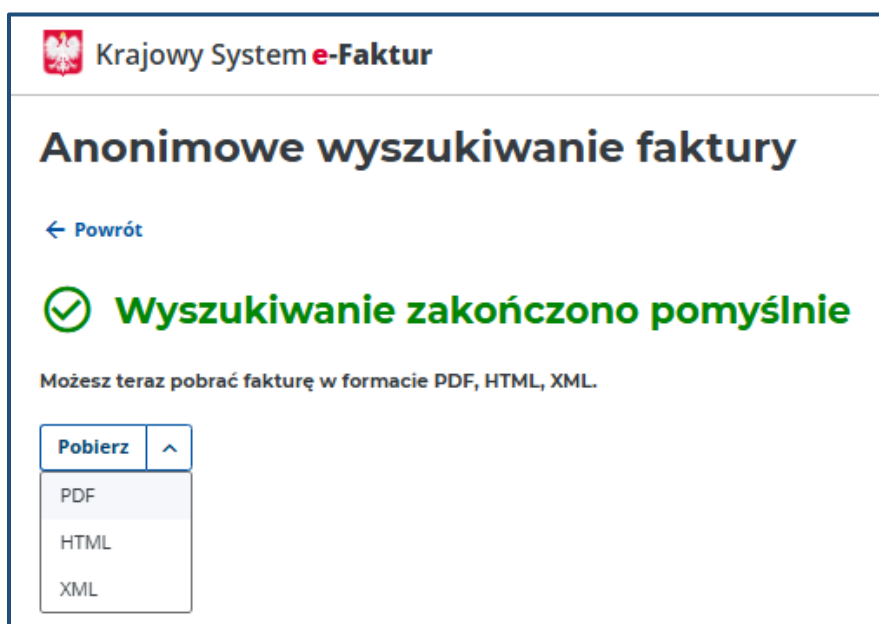 Krajowy System e-Faktur
Anonimowe wyszukiwanie faktury
← Powrót
Wyszukiwanie zakończono pomyślnie
Możesz teraz pobrać fakturę w formacie PDF, HTML, XML.
Pobierz
PDF
HTML
XML